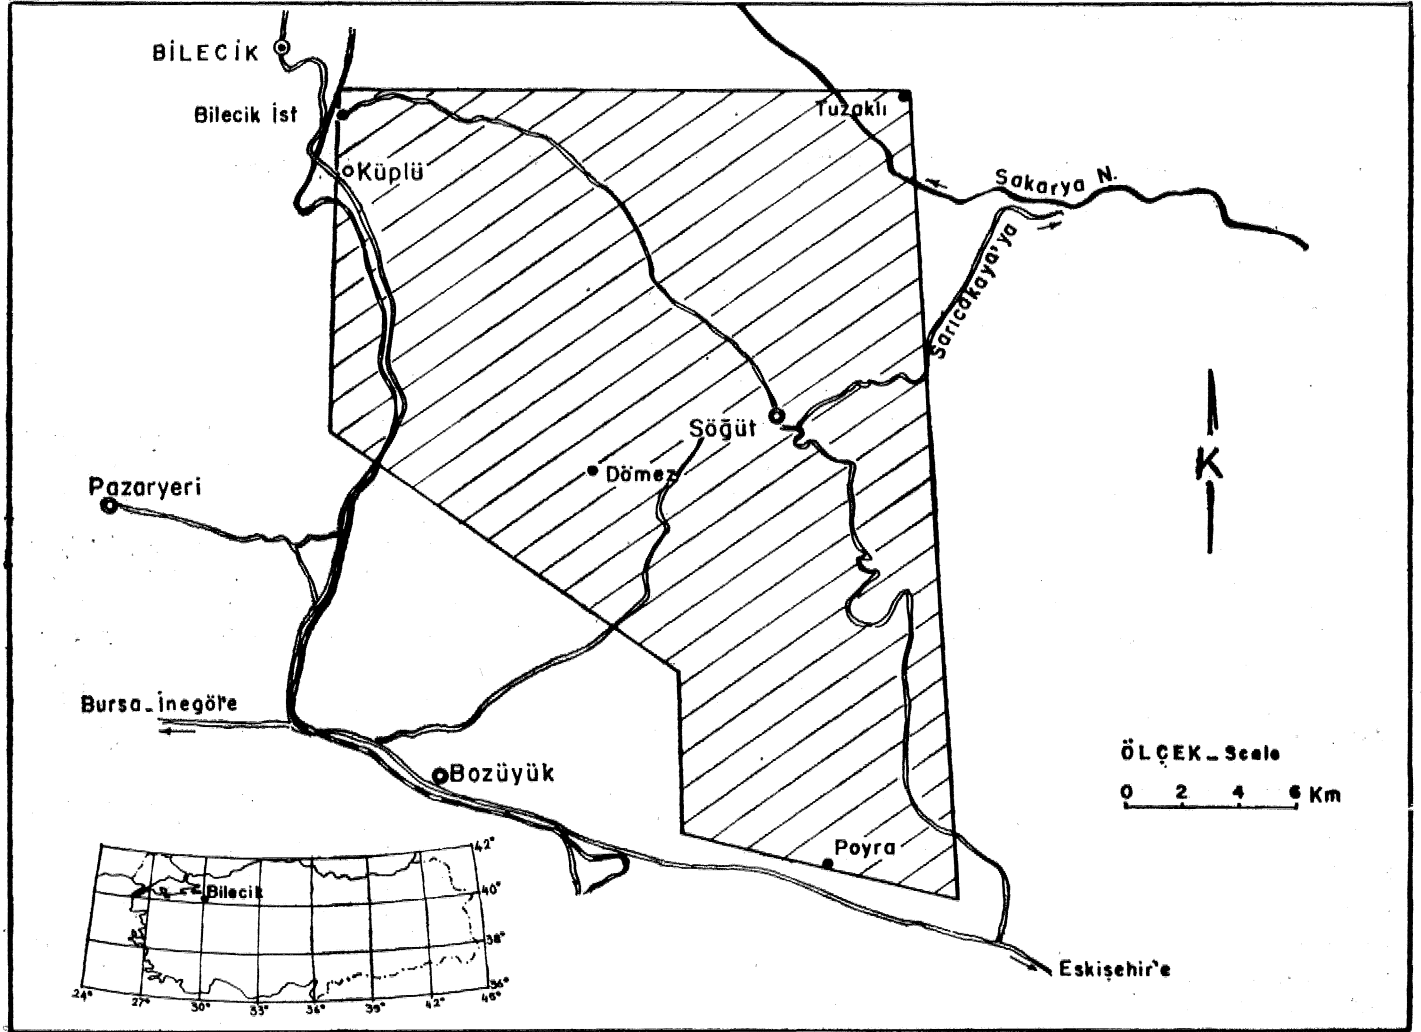 BİLECİK
Bilecik İst
Tuzaklı
Küplü
Sakarya N.
Sarıcakaya'ya
Söğüt
Dömez
Pazaryeri
K
Bursa_İnegöl'e
ÖLÇEK_Scale
0 2 4 6 Km
Bozüyük
Poyra
Eskişehir'e
Bilecik
42°
40°
38°
36°
24° 27° 30° 33° 36° 39° 42° 45°